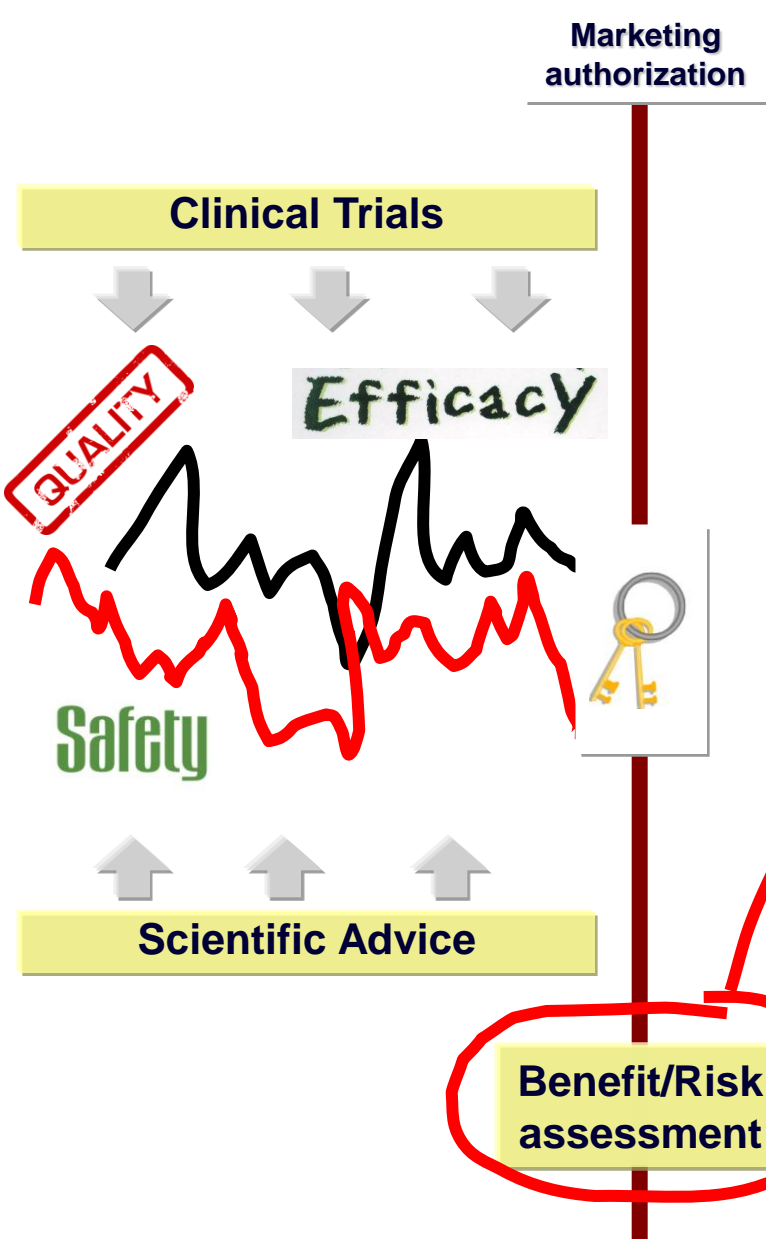 Marketing
authorization
Clinical Trials
QUALITY
Efficacy
Safety
Scientific Advice
Benefit/Risk
assessment